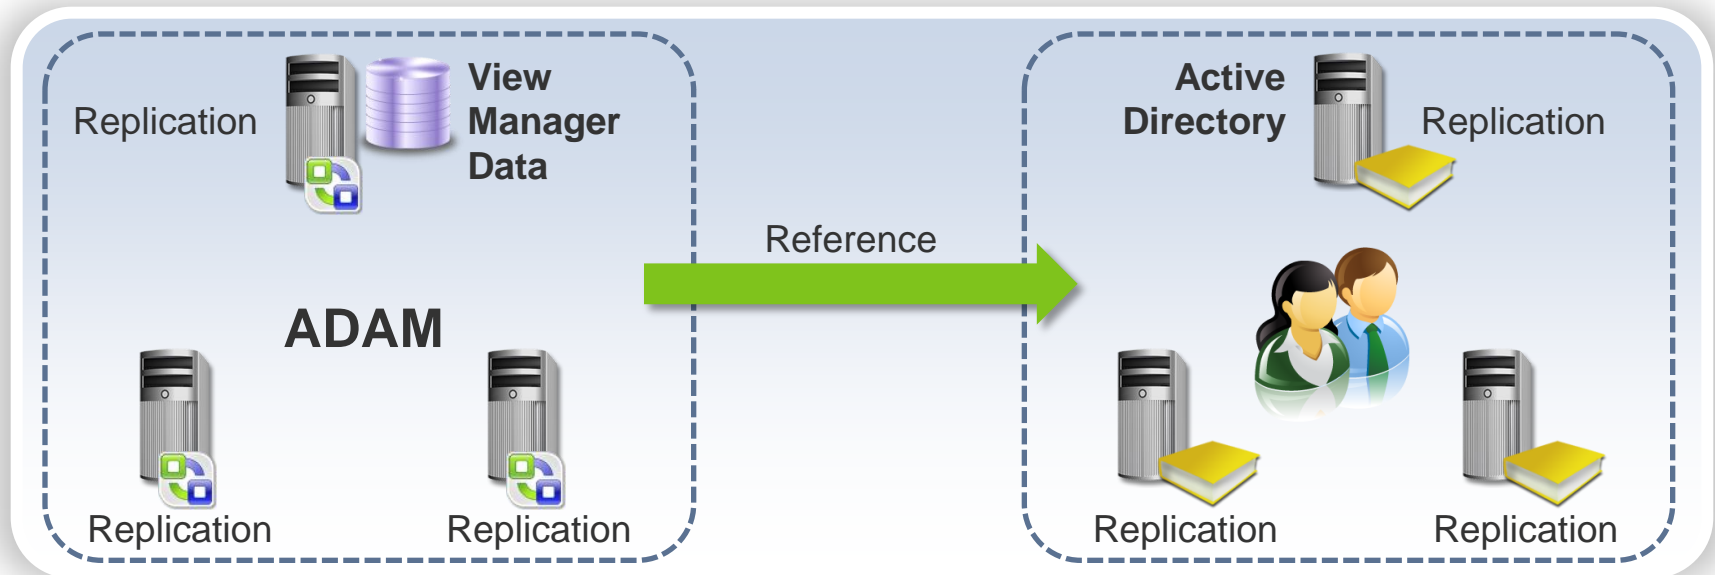 Replication
View
Manager
Data
ADAM
Replication
Replication
Reference
Active
Directory
Replication
Replication
Replication